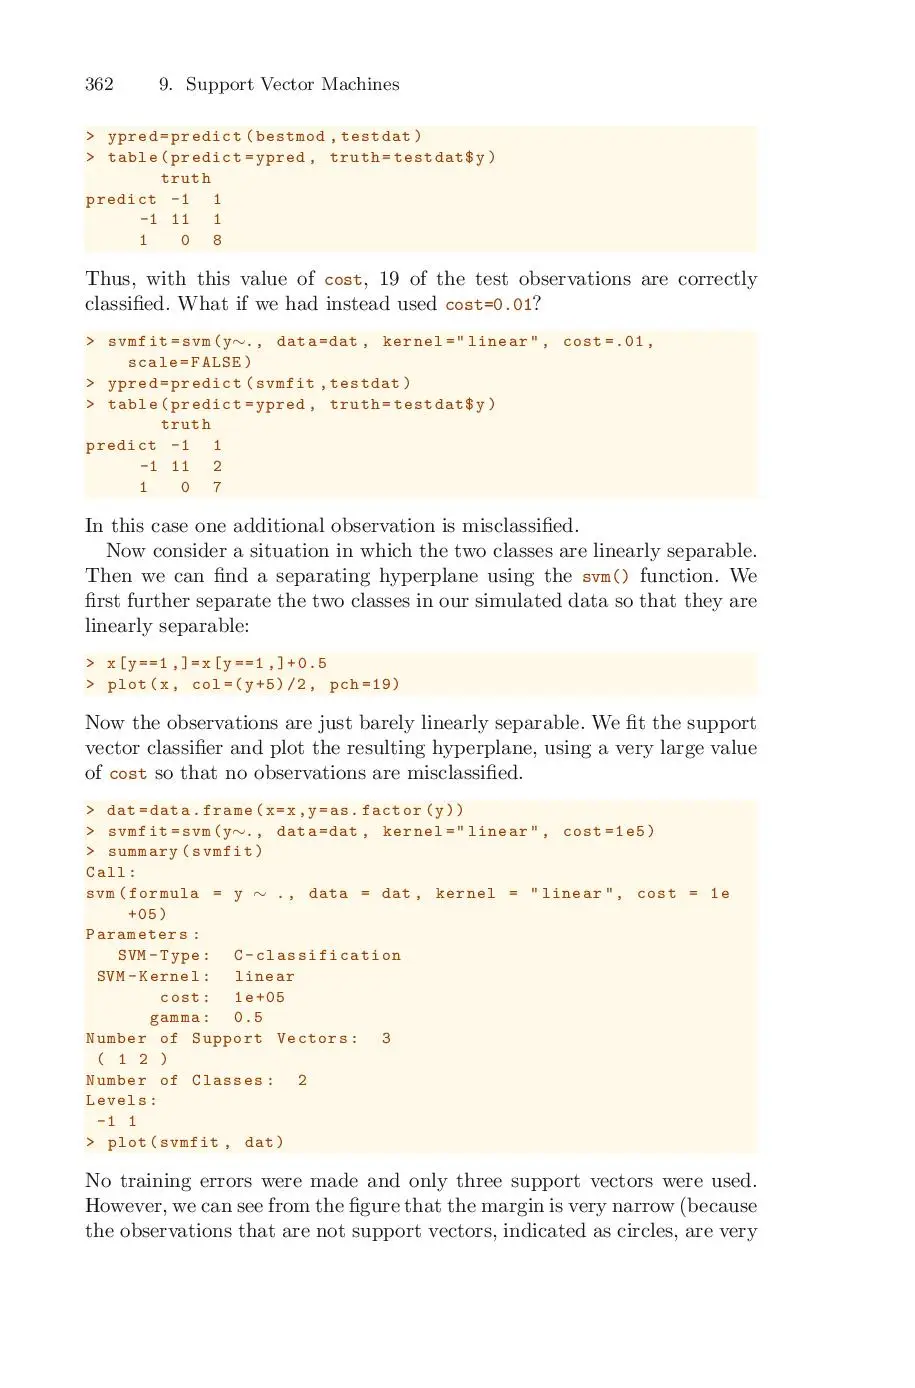 362 9. Support Vector Machines
> ypred=predict(bestmod,testdat)
> table(predict=ypred, truth=testdat$y)
truth
predict -1 1
-1 11 1
1 0 8
Thus, with this value of cost, 19 of the test observations are correctly
classified. What if we had instead used cost=0.01?
> svmfit=svm(y∼., data=dat, kernel="linear", cost=.01,
scale=FALSE)
> ypred=predict(svmfit,testdat)
> table(predict=ypred, truth=testdat$y)
truth
predict -1 1
-1 11 2
1 0 7
In this case one additional observation is misclassified.
Now consider a situation in which the two classes are linearly separable.
Then we can find a separating hyperplane using the svm() function. We
first further separate the two classes in our simulated data so that they are
linearly separable:
> x[y==1,]=x[y==1,]+0.5
> plot(x, col=(y+5)/2, pch=19)
Now the observations are just barely linearly separable. We fit the support
vector classifier and plot the resulting hyperplane, using a very large value
of cost so that no observations are misclassified.
> dat=data.frame(x=x,y=as.factor(y))
> svmfit=svm(y∼., data=dat, kernel="linear", cost=1e5)
> summary(svmfit)
Call:
svm(formula = y ∼ ., data = dat, kernel = "linear", cost = 1e
+05)
Parameters:
SVM-Type: C-classification
SVM-Kernel: linear
cost: 1e+05
gamma: 0.5
Number of Support Vectors: 3
( 1 2 )
Number of Classes: 2
Levels:
-1 1
> plot(svmfit, dat)
No training errors were made and only three support vectors were used.
However, we can see from the figure that the margin is very narrow (because
the observations that are not support vectors, indicated as circles, are very